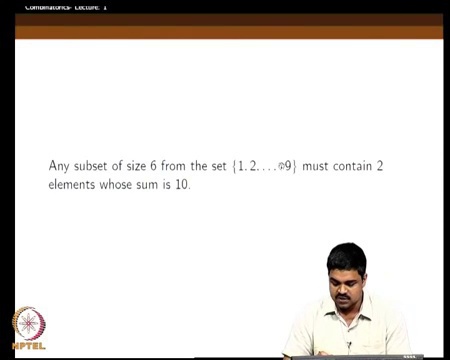 Combinatorics- Lecture: 1
Any subset of size 6 from the set {1, 2, . . . , 9} must contain 2
elements whose sum is 10.
NPTEL